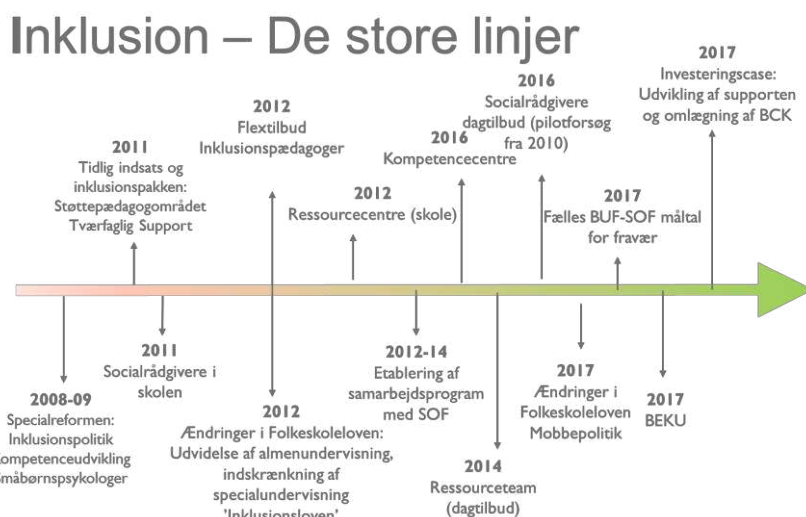 Inklusion – De store linjer
2008-09
Specialreformen:
Inklusionspolitik
ompetenceudvikling
måbørnspsykologer
2011
Tidlig indsats og
inklusionspakken:
Støttepædagogområdet
Tværfaglig Support
2011
Socialrådgivere i
skolen
2012
Flextilbud
Inklusionspædagoger
2012
Ændringer i Folkeskoleloven:
Udvidelse af almenundervisning,
indskrænkning af
specialundervisning
'Inklusionsloven'
2012
Ressourcecentre (skole)
2012-14
Etablering af
samarbejdsprogram
med SOF
2016
Kompetencecentre
2014
Ressourceteam
(dagtilbud)
2016
Socialrådgivere
dagtilbud (pilotforsøg
fra 2010)
2017
Ændringer i
Folkeskoleloven
Mobbepolitik
2017
Fælles BUF-SOF måltal
for fravær
2017
BEKU
2017
Investeringscase:
Udvikling af supporten
og omlægning af BCK